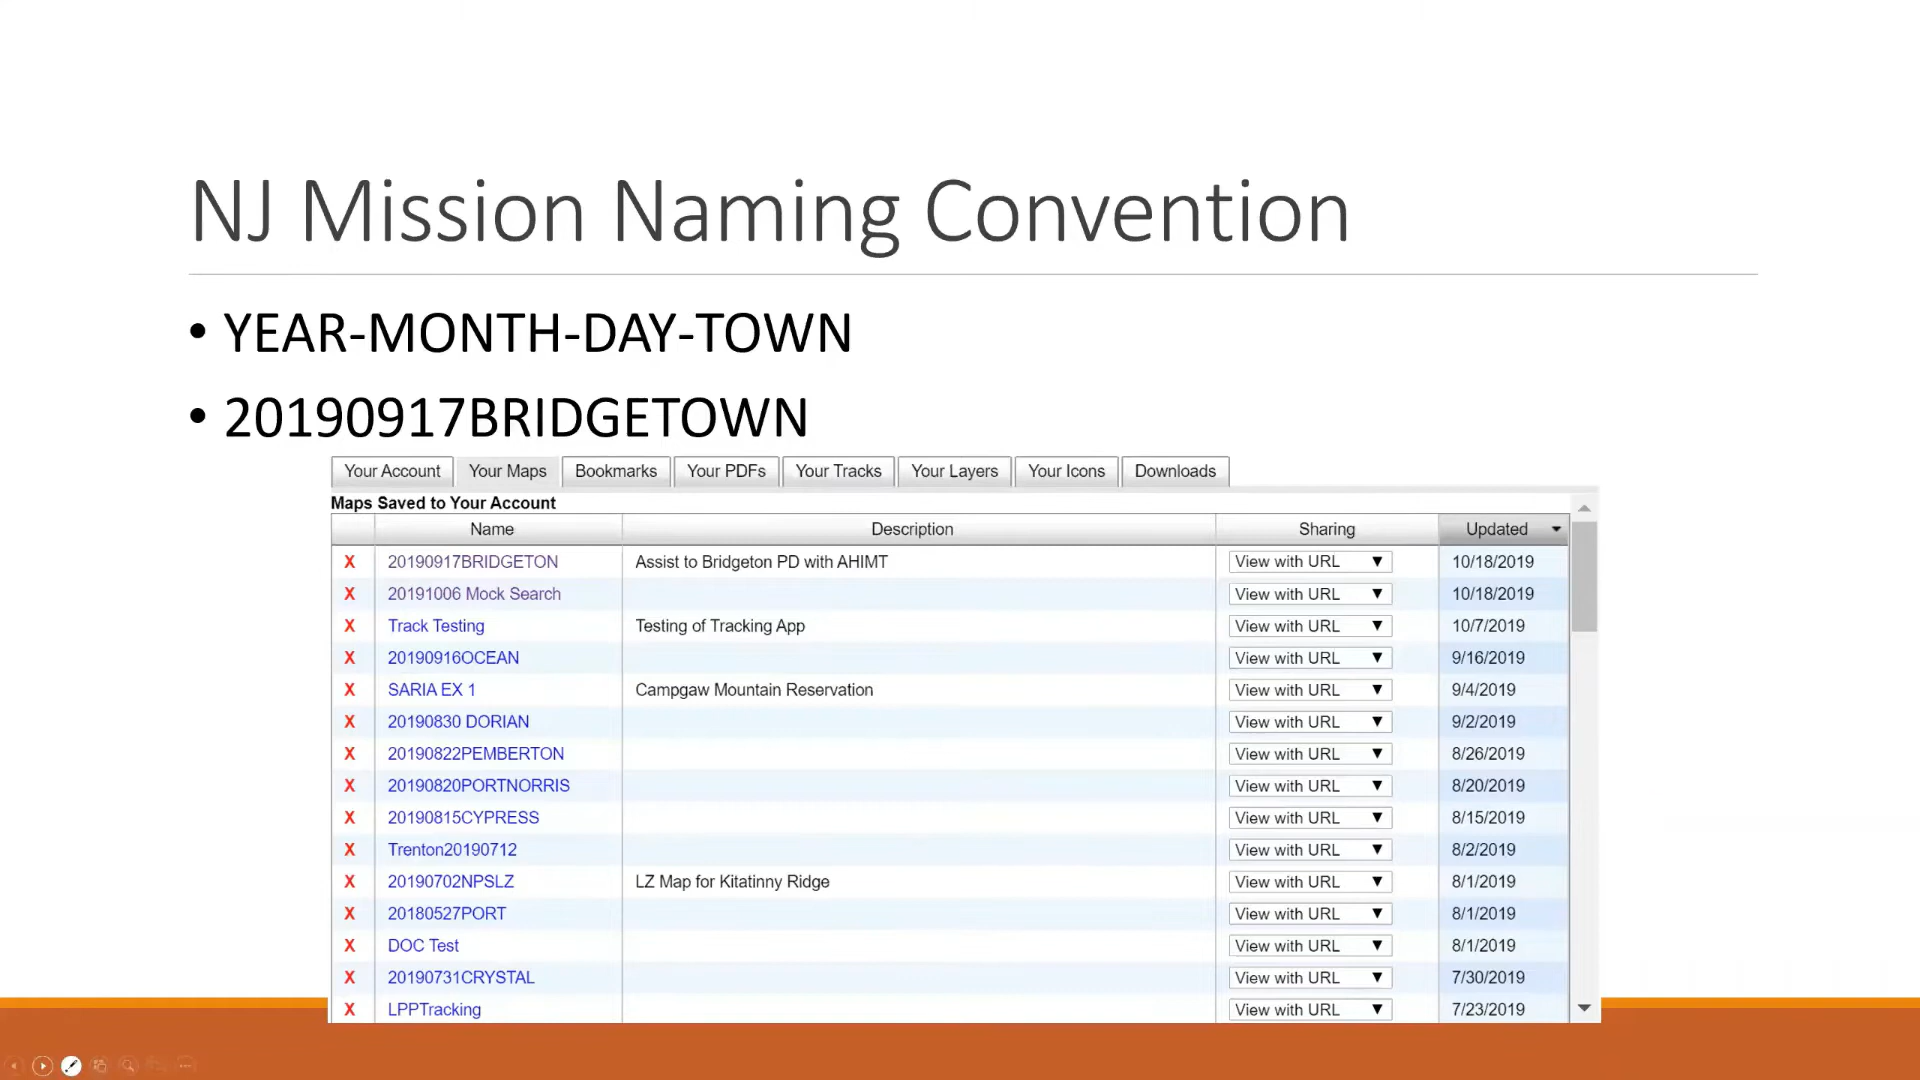 NJ Mission Naming Convention
• YEAR-MONTH-DAY-TOWN
• 20190917BRIDGETOWN
Your Account Your Maps Bookmarks Your PDFs Your Tracks Your Layers Your Icons Downloads
Maps Saved to Your Account
Name Description Sharing Updated
X 20190917BRIDGETON Assist to Bridgeton PD with AHIMT View with URL 10/18/2019
X 20191006 Mock Search View with URL 10/18/2019
X Track Testing Testing of Tracking App View with URL 10/7/2019
X 20190916OCEAN View with URL 9/16/2019
X SARIA EX 1 Campgaw Mountain Reservation View with URL 9/4/2019
X 20190830 DORIAN View with URL 9/2/2019
X 20190822PEMBERTON View with URL 8/26/2019
X 20190820PORTNORRIS View with URL 8/20/2019
X 20190815CYPRESS View with URL 8/15/2019
X Trenton20190712 View with URL 8/2/2019
X 20190702NPSLZ LZ Map for Kitatinny Ridge View with URL 8/1/2019
X 20180527PORT View with URL 8/1/2019
X DOC Test View with URL 8/1/2019
X 20190731CRYSTAL View with URL 7/30/2019
X LPPTracking View with URL 7/23/2019